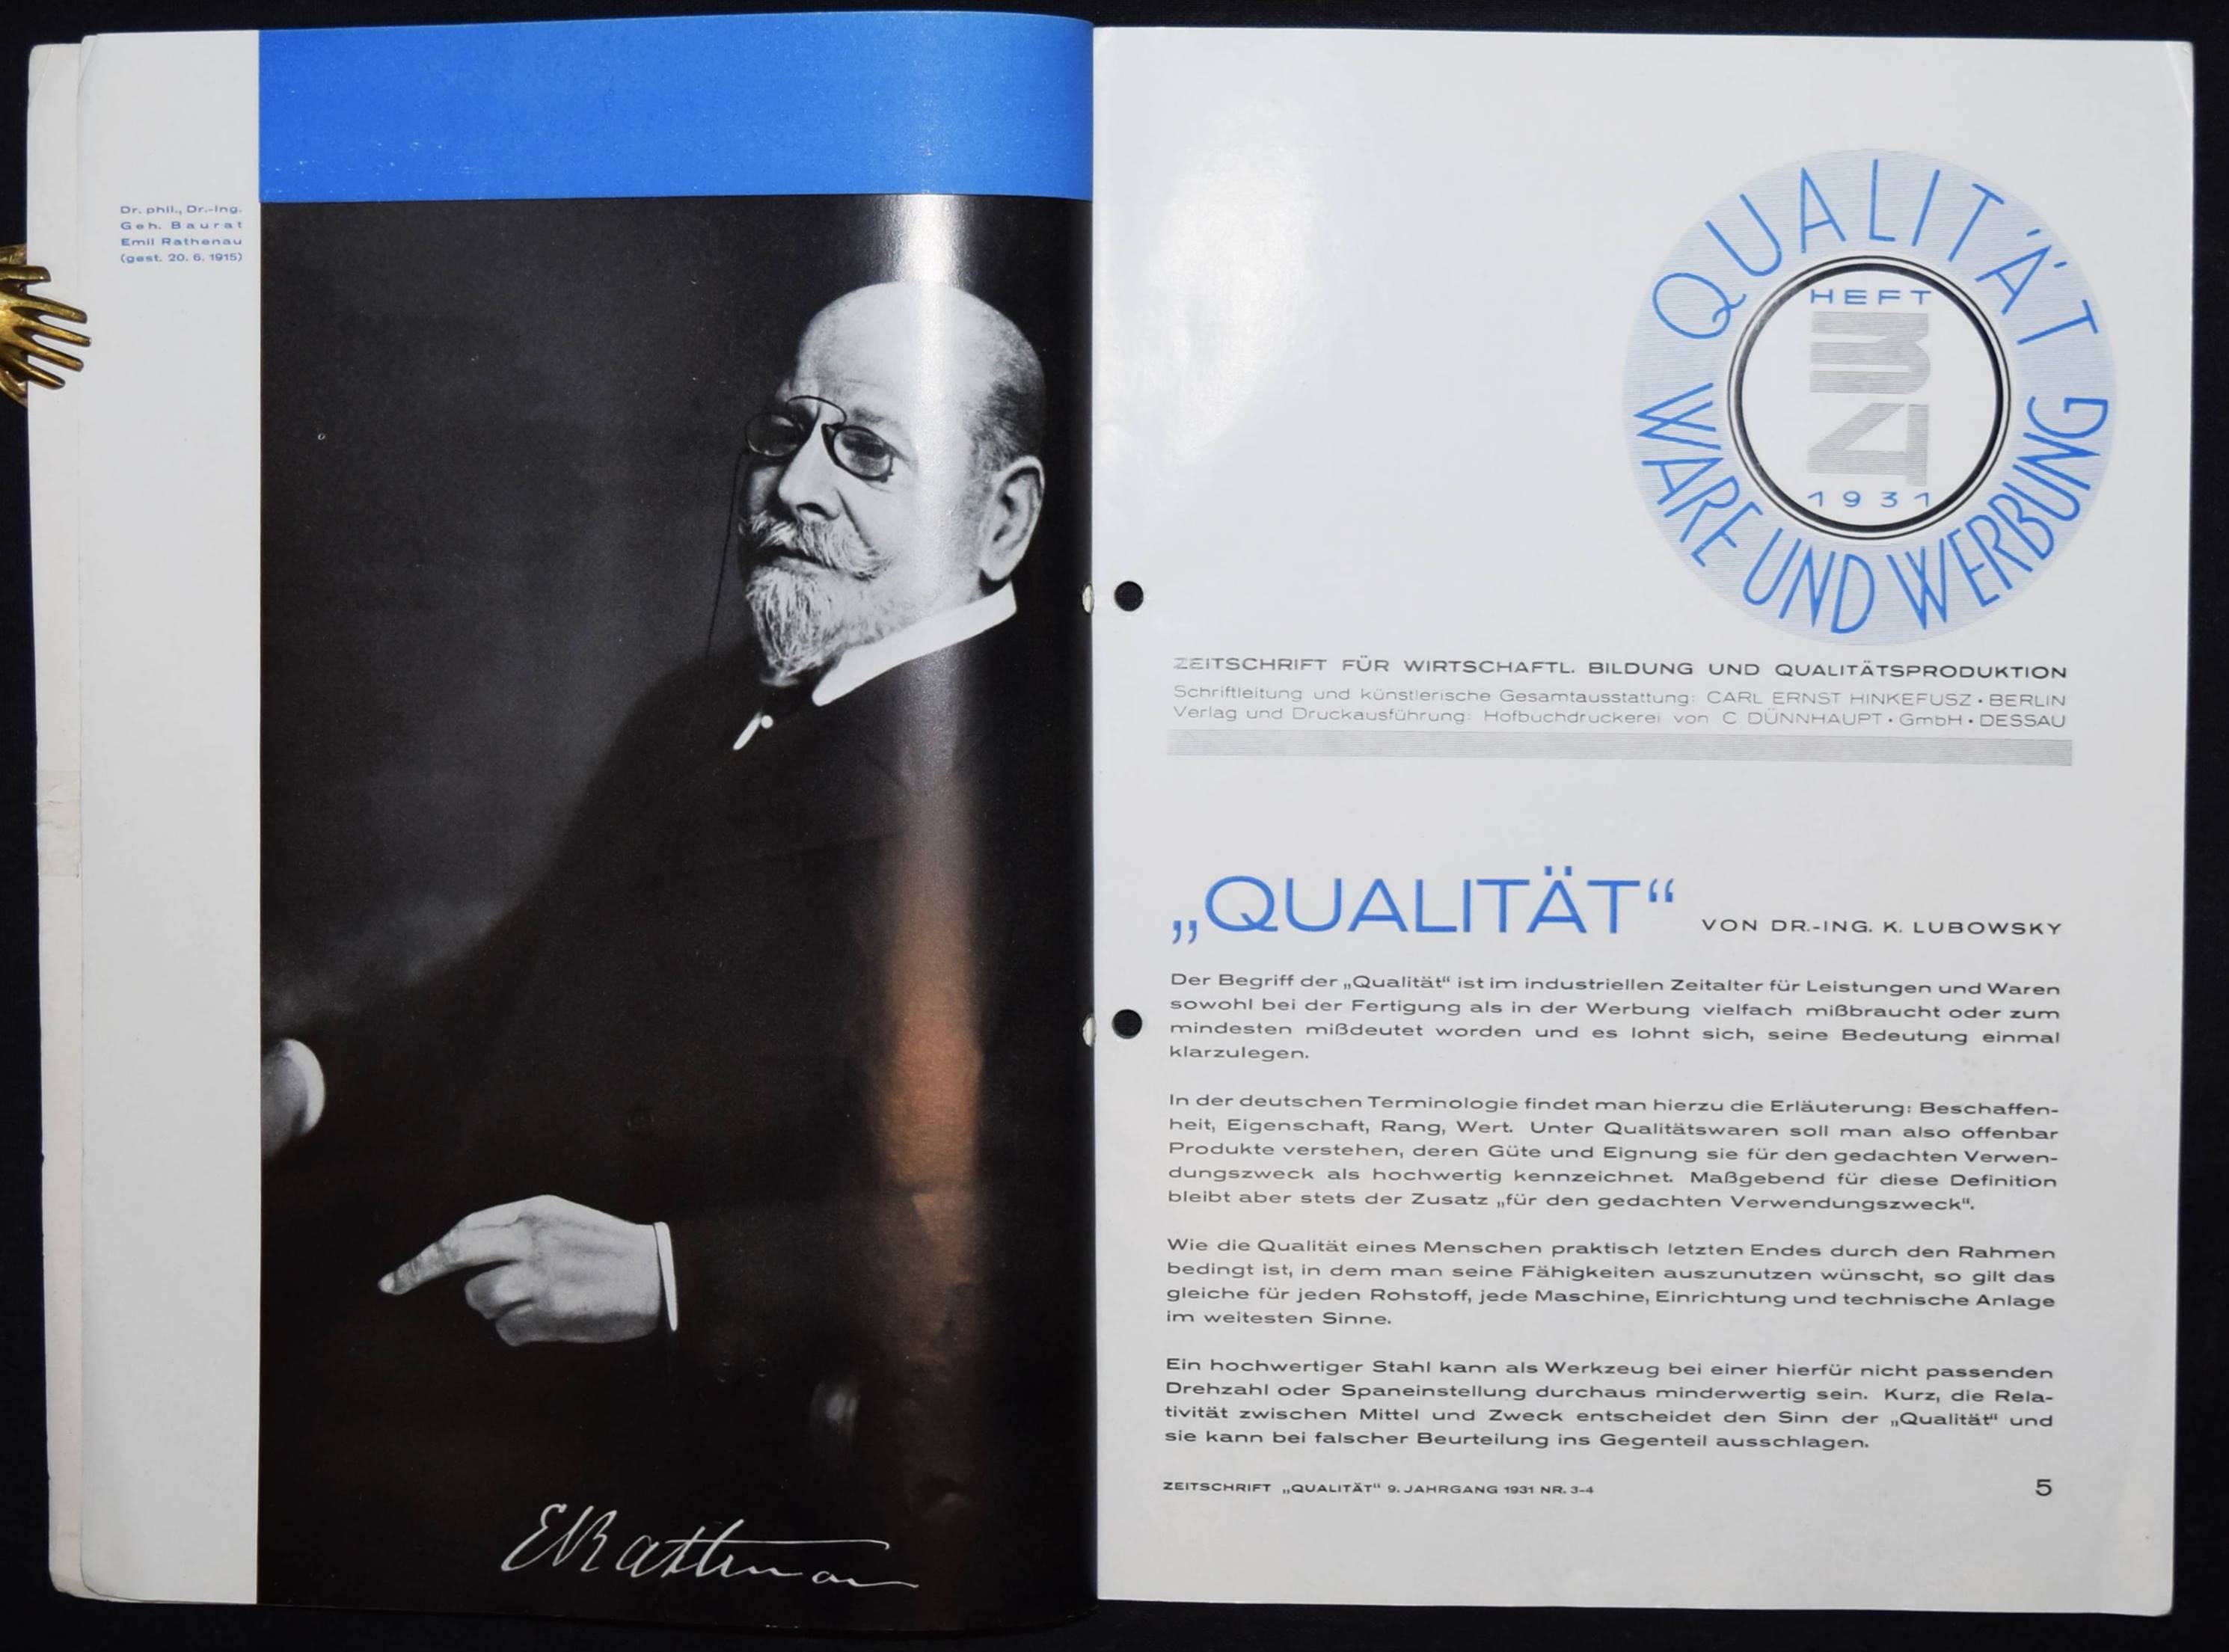 Dr. phil., Dr.-Ing.
Geh. Baurat
Emil Rathenau
(gest. 20. 6. 1915)
ERathenau
QUALITÄT
WARE UND WERBUNG
HEFT
3
4
1931
ZEITSCHRIFT FÜR WIRTSCHAFTL. BILDUNG UND QUALITÄTSPRODUKTION
Schriftleitung und künstlerische Gesamtausstattung: CARL ERNST HINKEFUSZ • BERLIN
Verlag und Druckausführung: Hofbuchdruckerei von C DÜNNHAUPT • GmbH • DESSAU
„QUALITÄT“ VON DR.-ING. K. LUBOWSKY
Der Begriff der „Qualität“ ist im industriellen Zeitalter für Leistungen und Waren
sowohl bei der Fertigung als in der Werbung vielfach mißbraucht oder zum
mindesten mißdeutet worden und es lohnt sich, seine Bedeutung einmal
klarzulegen.
In der deutschen Terminologie findet man hierzu die Erläuterung: Beschaffen-
heit, Eigenschaft, Rang, Wert. Unter Qualitätswaren soll man also offenbar
Produkte verstehen, deren Güte und Eignung sie für den gedachten Verwen-
dungszweck als hochwertig kennzeichnet. Maßgebend für diese Definition
bleibt aber stets der Zusatz „für den gedachten Verwendungszweck“.
Wie die Qualität eines Menschen praktisch letzten Endes durch den Rahmen
bedingt ist, in dem man seine Fähigkeiten auszunutzen wünscht, so gilt das
gleiche für jeden Rohstoff, jede Maschine, Einrichtung und technische Anlage
im weitesten Sinne.
Ein hochwertiger Stahl kann als Werkzeug bei einer hierfür nicht passenden
Drehzahl oder Spaneinstellung durchaus minderwertig sein. Kurz, die Rela-
tivität zwischen Mittel und Zweck entscheidet den Sinn der „Qualität“ und
sie kann bei falscher Beurteilung ins Gegenteil ausschlagen.
ZEITSCHRIFT „QUALITÄT“ 9. JAHRGANG 1931 NR. 3-4
5